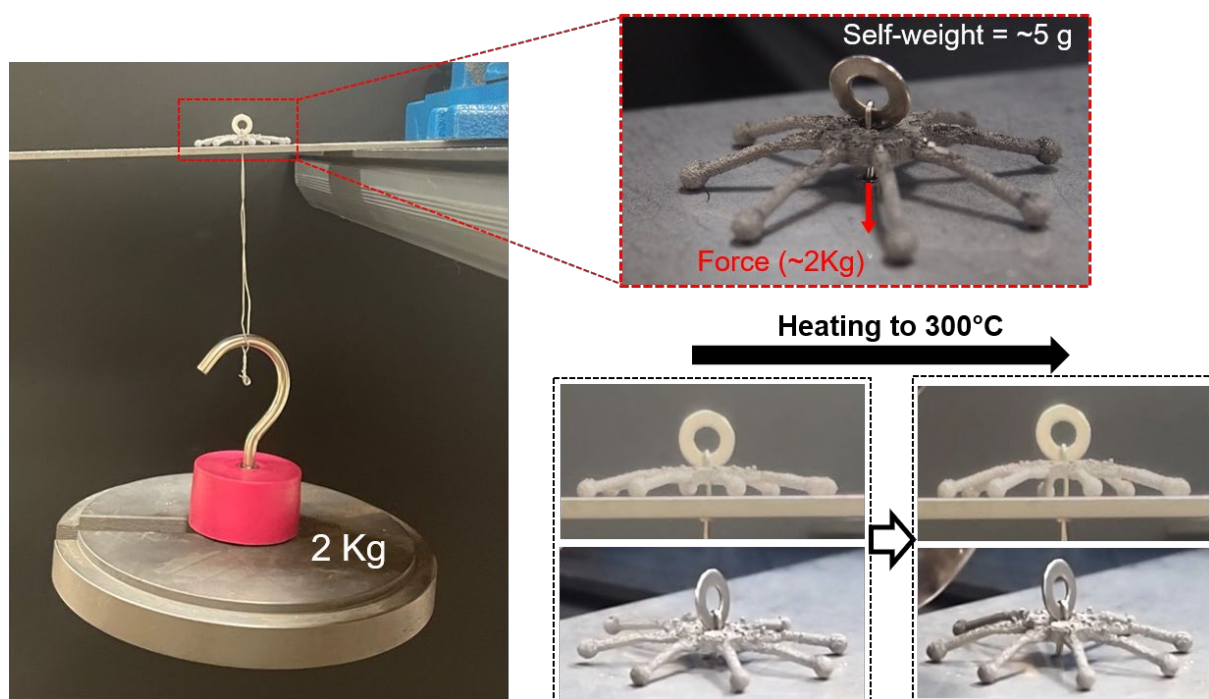 Self-weight = ~5 g
Force (~2Kg)
Heating to 300°C
2 Kg